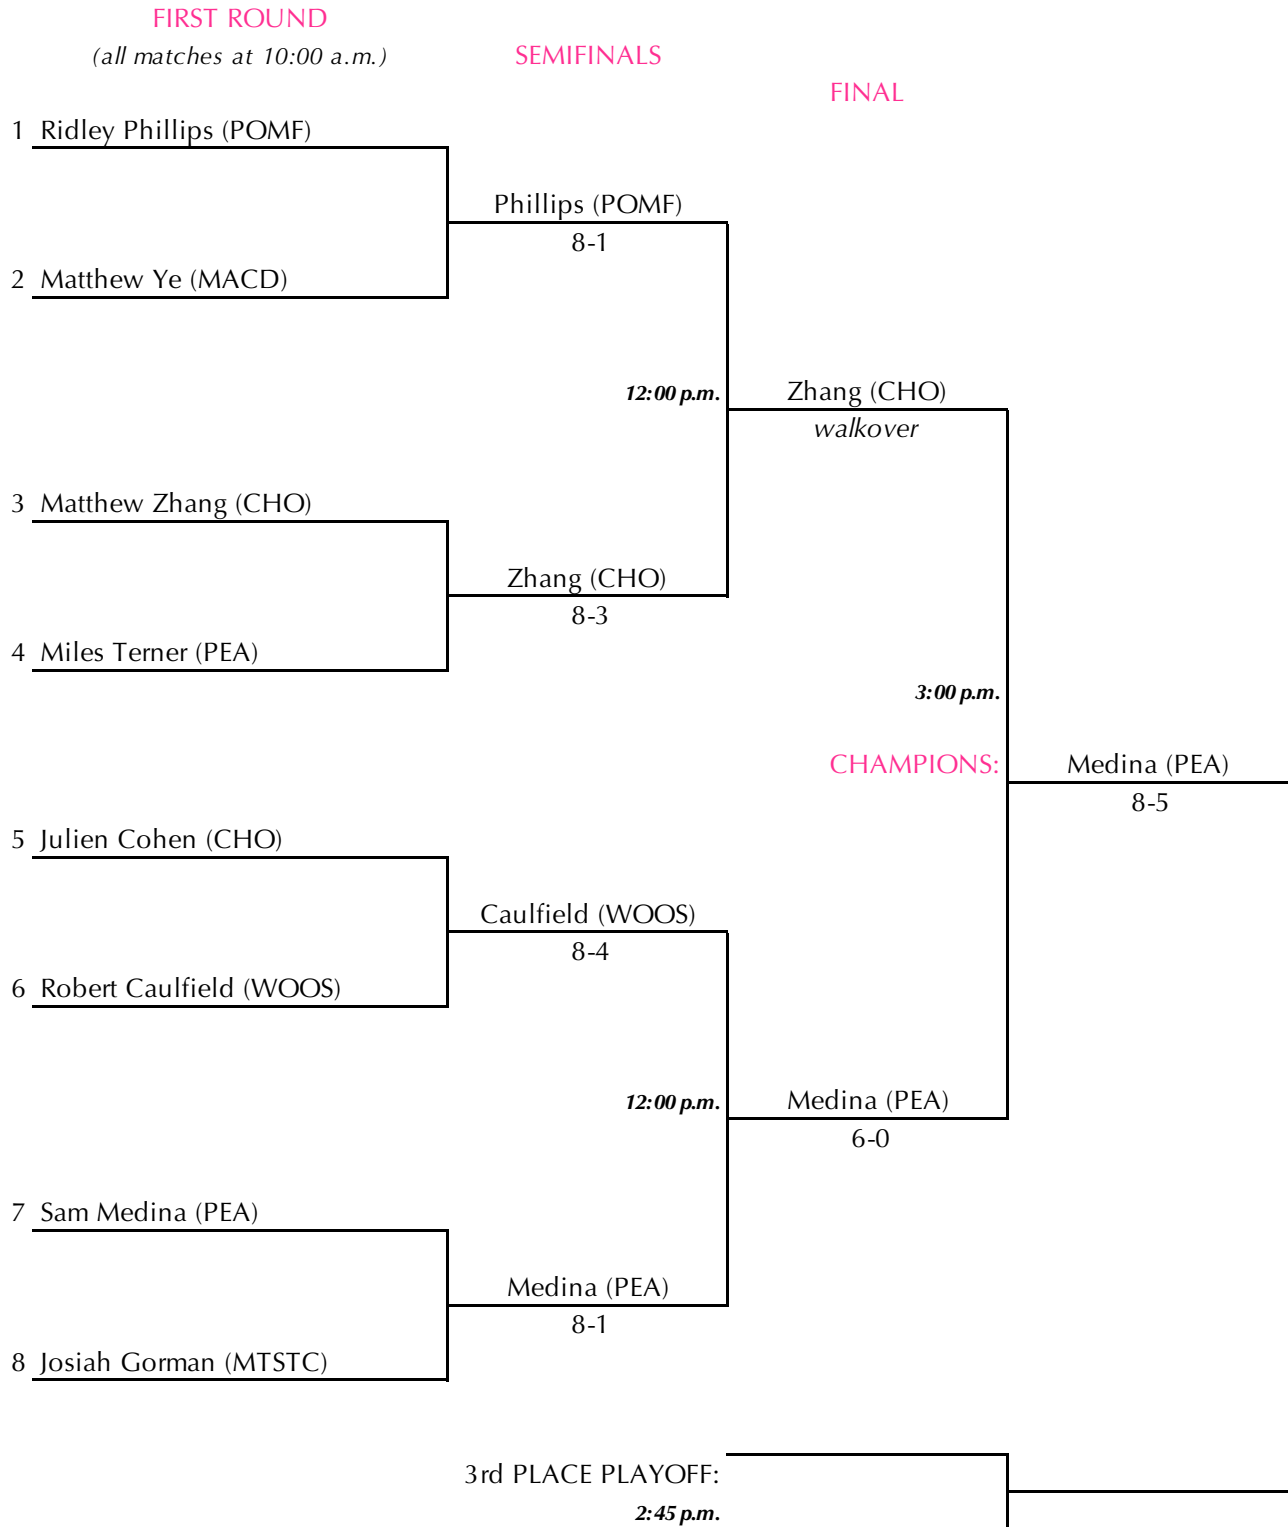 FIRST ROUND
(all matches at 10:00 a.m.)
SEMIFINALS
FINAL
1 Ridley Phillips (POMF)
Phillips (POMF)
8-1
2 Matthew Ye (MACD)
12:00 p.m.
Zhang (CHO)
walkover
3 Matthew Zhang (CHO)
Zhang (CHO)
8-3
4 Miles Terner (PEA)
3:00 p.m.
CHAMPIONS:
Medina (PEA)
8-5
5 Julien Cohen (CHO)
Caulfield (WOOS)
8-4
6 Robert Caulfield (WOOS)
12:00 p.m.
Medina (PEA)
6-0
7 Sam Medina (PEA)
Medina (PEA)
8-1
8 Josiah Gorman (MTSTC)
3rd PLACE PLAYOFF:
2:45 p.m.